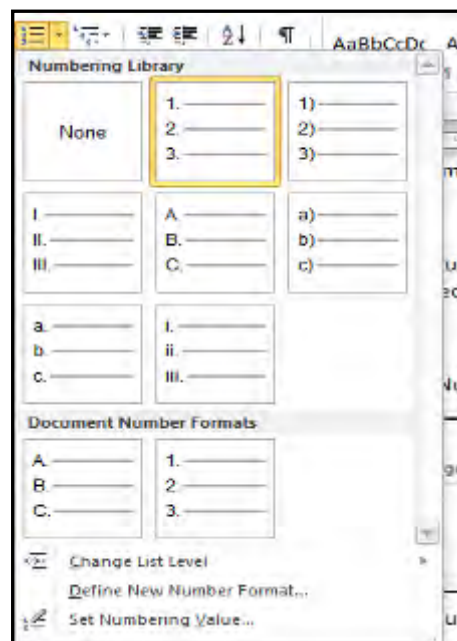 AaBbCcDc A
Numbering Library
None
1.
2.
3.
1)
2)
3)
I.
II.
III.
A.
B.
C.
a)
b)
c)
a.
b.
c.
i.
ii.
iii.
Document Number Formats
A.
B.
C.
1.
2.
3.
Change List Level
Define New Number Format...
Set Numbering Value...